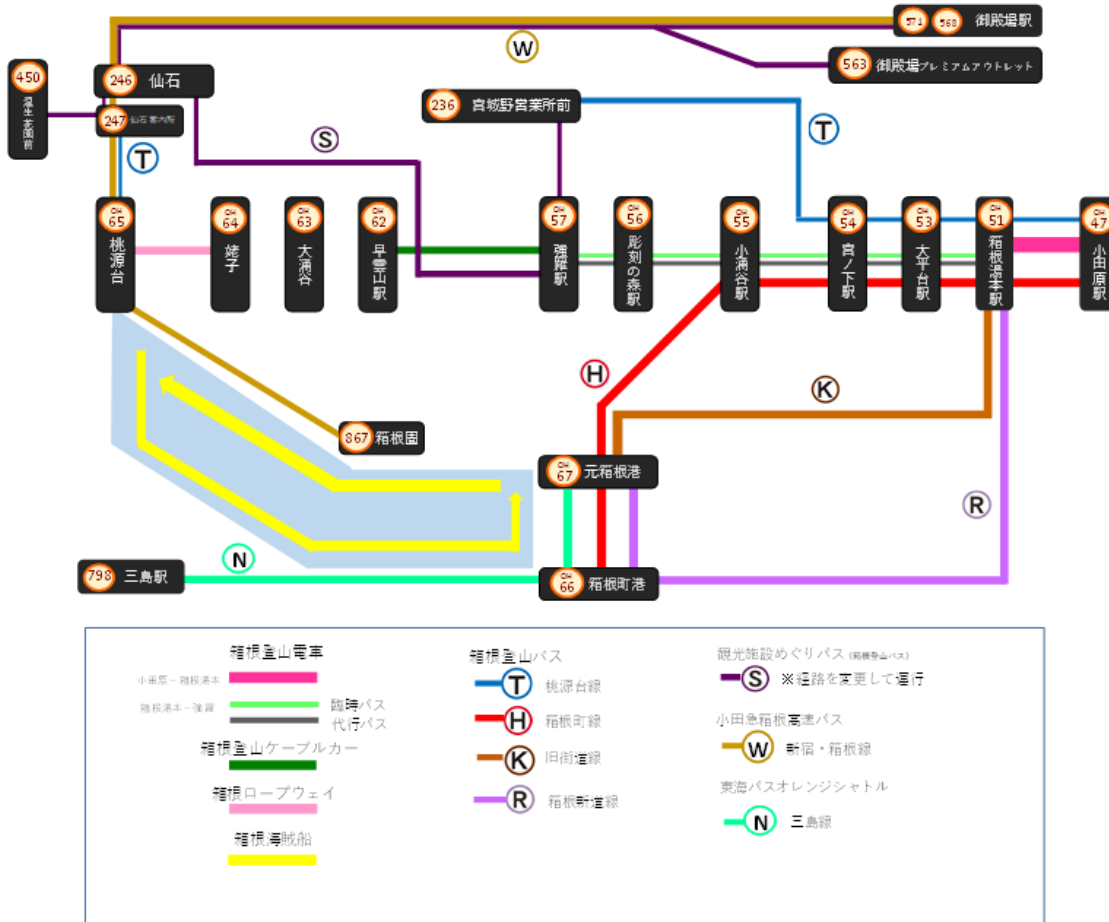 571 568 御殿場駅
W
563 御殿場プレミアムアウトレット
450 湿生花園前
246 仙石
247 仙石案内所
236 宮城野営業所前
S
T
T
OH 65 桃源台
OH 64 姥子
OH 63 大涌谷
OH 62 早雲山駅
OH 57 強羅駅
OH 56 彫刻の森駅
OH 55 小涌谷駅
OH 54 宮ノ下駅
OH 53 大平台駅
OH 51 箱根湯本駅
OH 47 小田原駅
H
K
867 箱根園
OH 67 元箱根港
R
N
798 三島駅
OH 66 箱根町港
箱根登山電車
小田原－箱根湯本
箱根湯本－強羅
臨時バス
代行バス
箱根登山ケーブルカー
箱根ロープウェイ
箱根海賊船
箱根登山バス
T 桃源台線
H 箱根町線
K 旧街道線
R 箱根新道線
観光施設めぐりバス（箱根登山バス）
S ※経路を変更して運行
小田急箱根高速バス
W 新宿・箱根線
東海バスオレンジシャトル
N 三島線